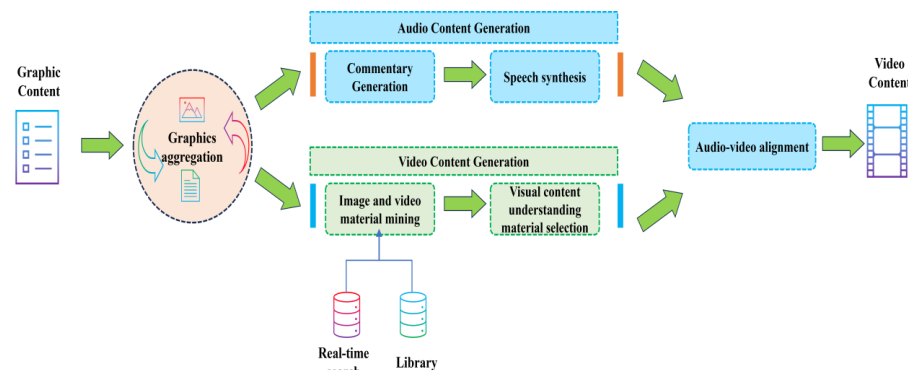 Graphic
Content
Graphics
aggregation
Audio Content Generation
Commentary
Generation
Speech synthesis
Video Content Generation
Image and video
material mining
Visual content
understanding
material selection
Real-time
search
Library
Audio-video alignment
Video
Content